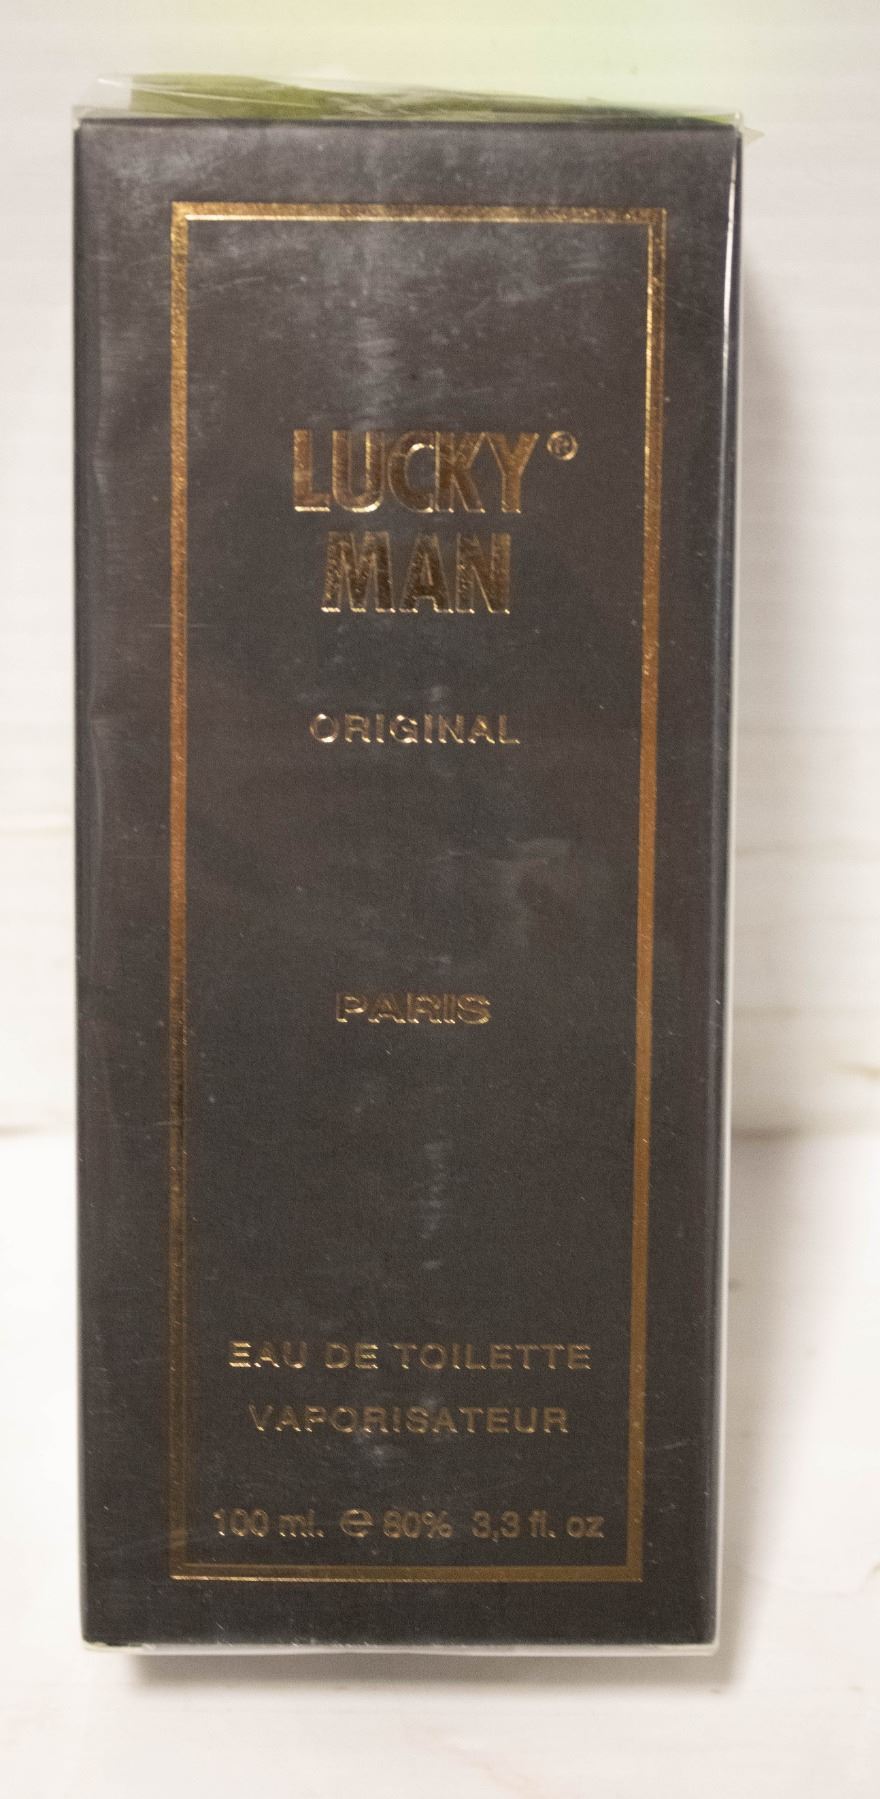 LUCKY®
MAN
ORIGINAL
PARIS
EAU DE TOILETTE
VAPORISATEUR
100 ml. ℮ 80% 3,3 fl. oz